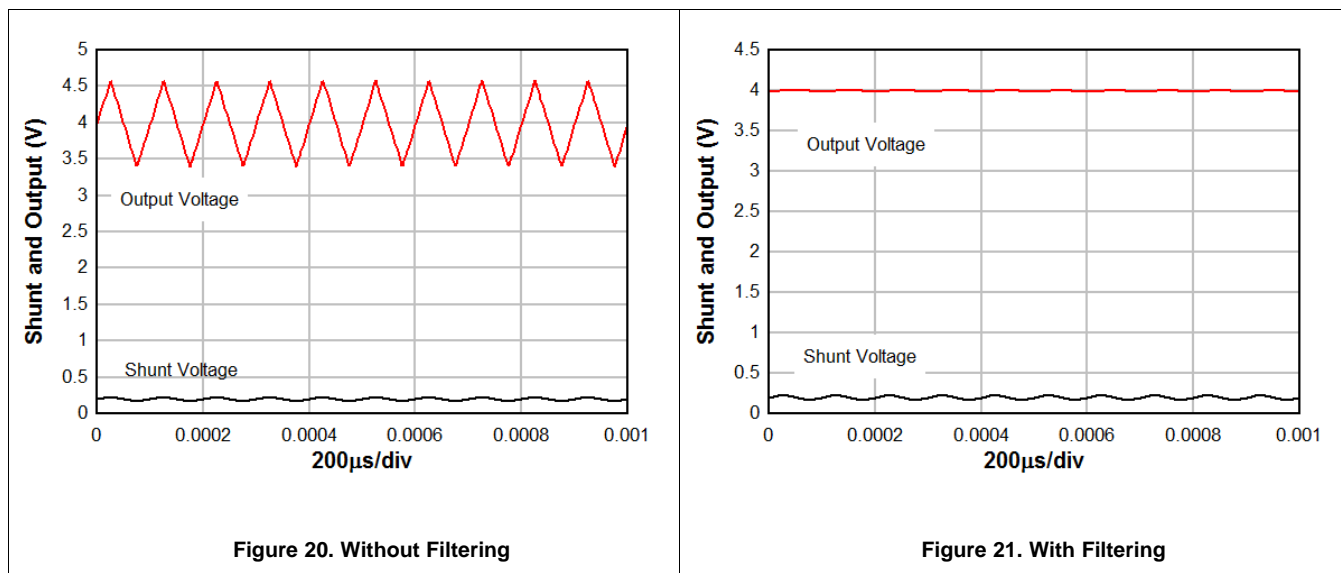 Shunt and Output (V)
5
4.5
4
3.5
3
2.5
2
1.5
1
0.5
0
Output Voltage
Shunt Voltage
0 0.0002 0.0004 0.0006 0.0008 0.001
200µs/div
Figure 20. Without Filtering
Shunt and Output (V)
4.5
4
3.5
3
2.5
2
1.5
1
0.5
0
Output Voltage
Shunt Voltage
0 0.0002 0.0004 0.0006 0.0008 0.001
200µs/div
Figure 21. With Filtering